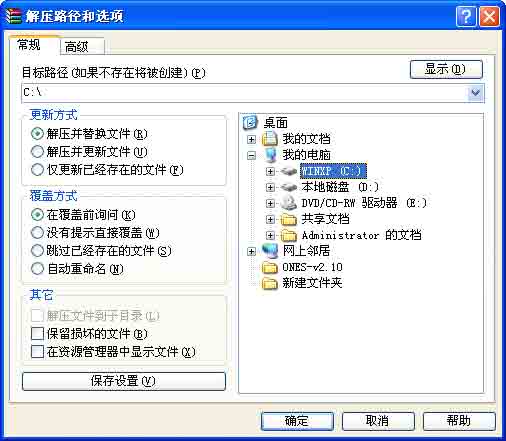 解压路径和选项
常规
高级
目标路径(如果不存在将被创建)(P)
显示(D)
C:\
更新方式
解压并替换文件(R)
解压并更新文件(U)
仅更新已经存在的文件(F)
覆盖方式
在覆盖前询问(K)
没有提示直接覆盖(W)
跳过已经存在的文件(S)
自动重命名(N)
其它
解压文件到子目录(L)
保留损坏的文件(B)
在资源管理器中显示文件(X)
保存设置(V)
桌面
我的文档
我的电脑
WINXP (C:)
本地磁盘 (D:)
DVD/CD-RW 驱动器 (E:)
共享文档
Administrator 的文档
网上邻居
ONES-v2.10
新建文件夹
确定
取消
帮助